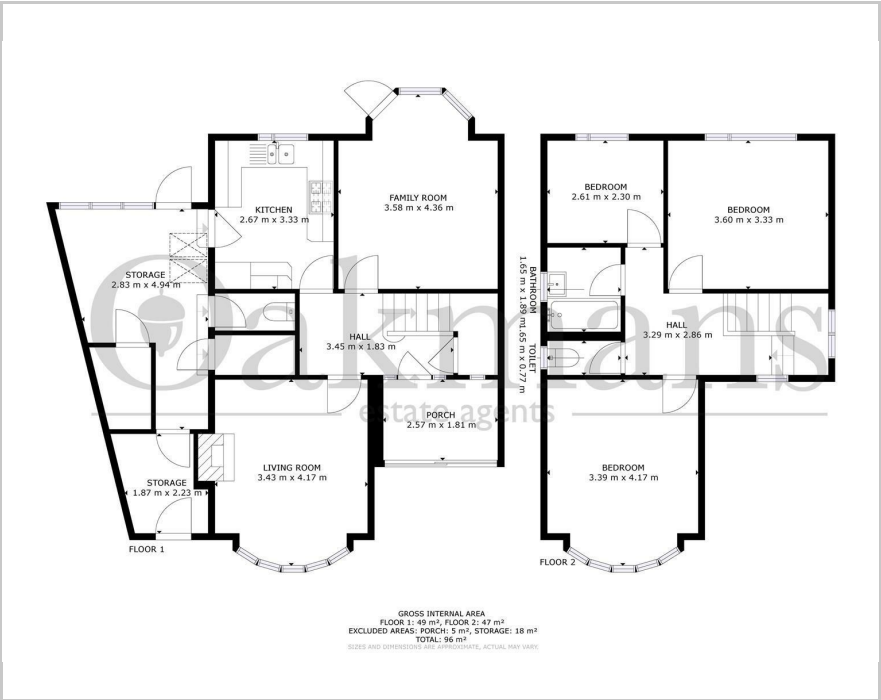 FAMILY ROOM
3.58 m x 4.36 m
KITCHEN
2.67 m x 3.33 m
STORAGE
2.83 m x 4.94 m
HALL
3.45 m x 1.83 m
PORCH
2.57 m x 1.81 m
LIVING ROOM
3.43 m x 4.17 m
STORAGE
1.87 m x 2.23 m
FLOOR 1
BEDROOM
2.61 m x 2.30 m
BEDROOM
3.60 m x 3.33 m
BATHROOM
1.65 m x 1.89 m
TOILET
1.65 m x 0.77 m
HALL
3.29 m x 2.86 m
BEDROOM
3.39 m x 4.17 m
FLOOR 2
Oakmans
estate agents
GROSS INTERNAL AREA
FLOOR 1: 49 m², FLOOR 2: 47 m²
EXCLUDED AREAS: PORCH: 5 m², STORAGE: 18 m²
TOTAL: 96 m²
SIZES AND DIMENSIONS ARE APPROXIMATE, ACTUAL MAY VARY.